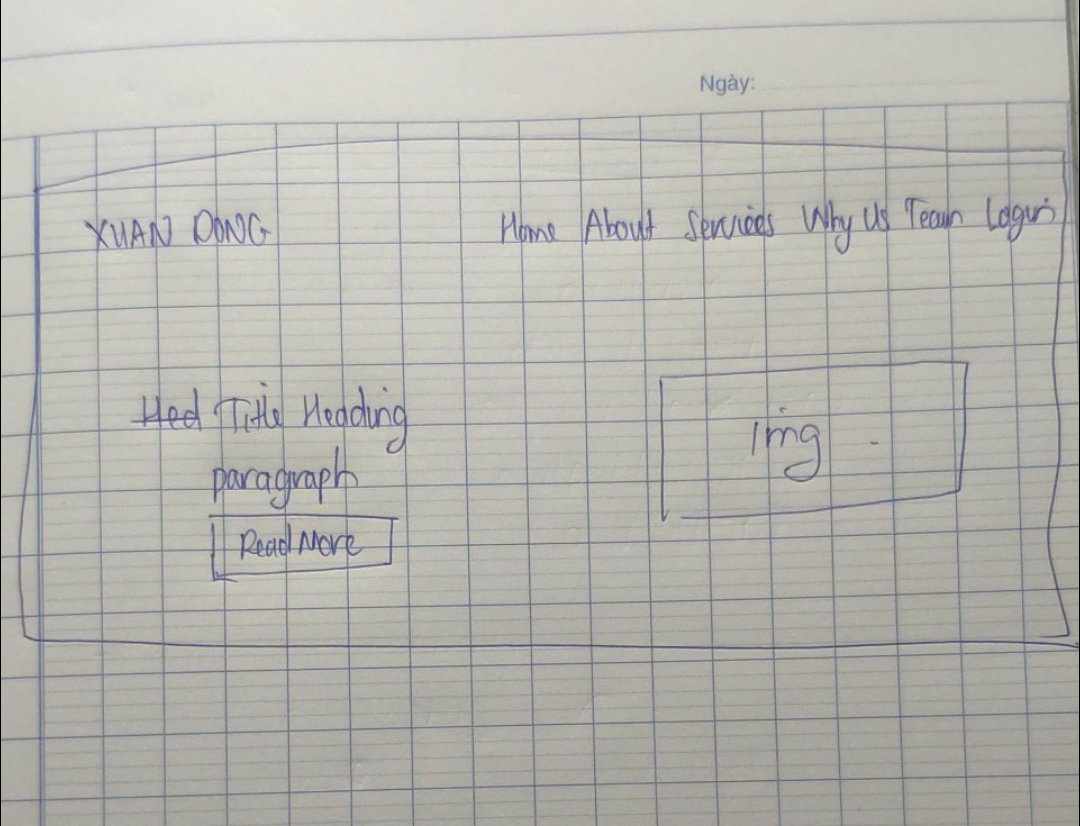 Ngày:
XUAN DONG Home About Services Why Us Team Login
Hed Title Heading
paragraph
Read More
img